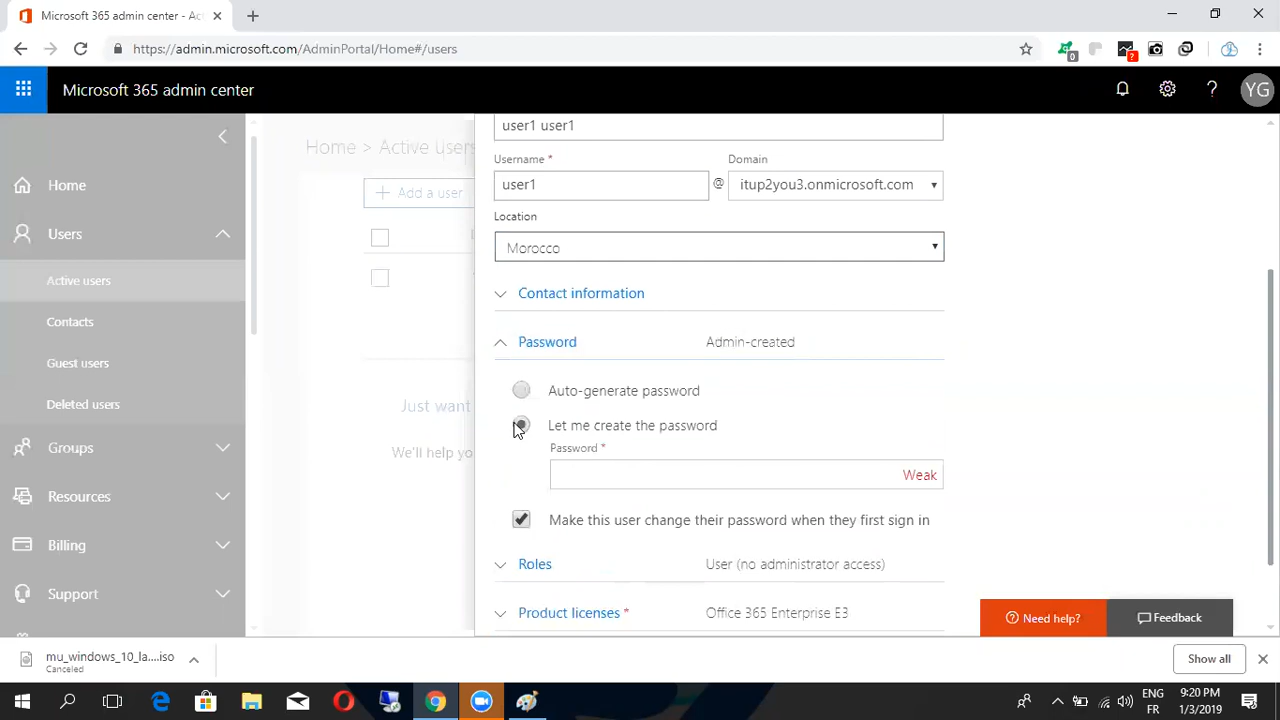 Microsoft 365 admin center - Ac
https://admin.microsoft.com/AdminPortal/Home#/users
0
?
Microsoft 365 admin center
?
YG
Home
Users
Active users
Contacts
Guest users
Deleted users
Groups
Resources
Billing
Support
Home > Active users
+ Add a user
Just want
We'll help yo
user1 user1
Username *
Domain
user1
@
itup2you3.onmicrosoft.com
Location
Morocco
Contact information
Password
Admin-created
Auto-generate password
Let me create the password
Password *
Weak
Make this user change their password when they first sign in
Roles
User (no administrator access)
Product licenses *
Office 365 Enterprise E3
Need help?
Feedback
mu_windows_10_la....iso
Canceled
Show all
ENG
FR
9:20 PM
1/3/2019